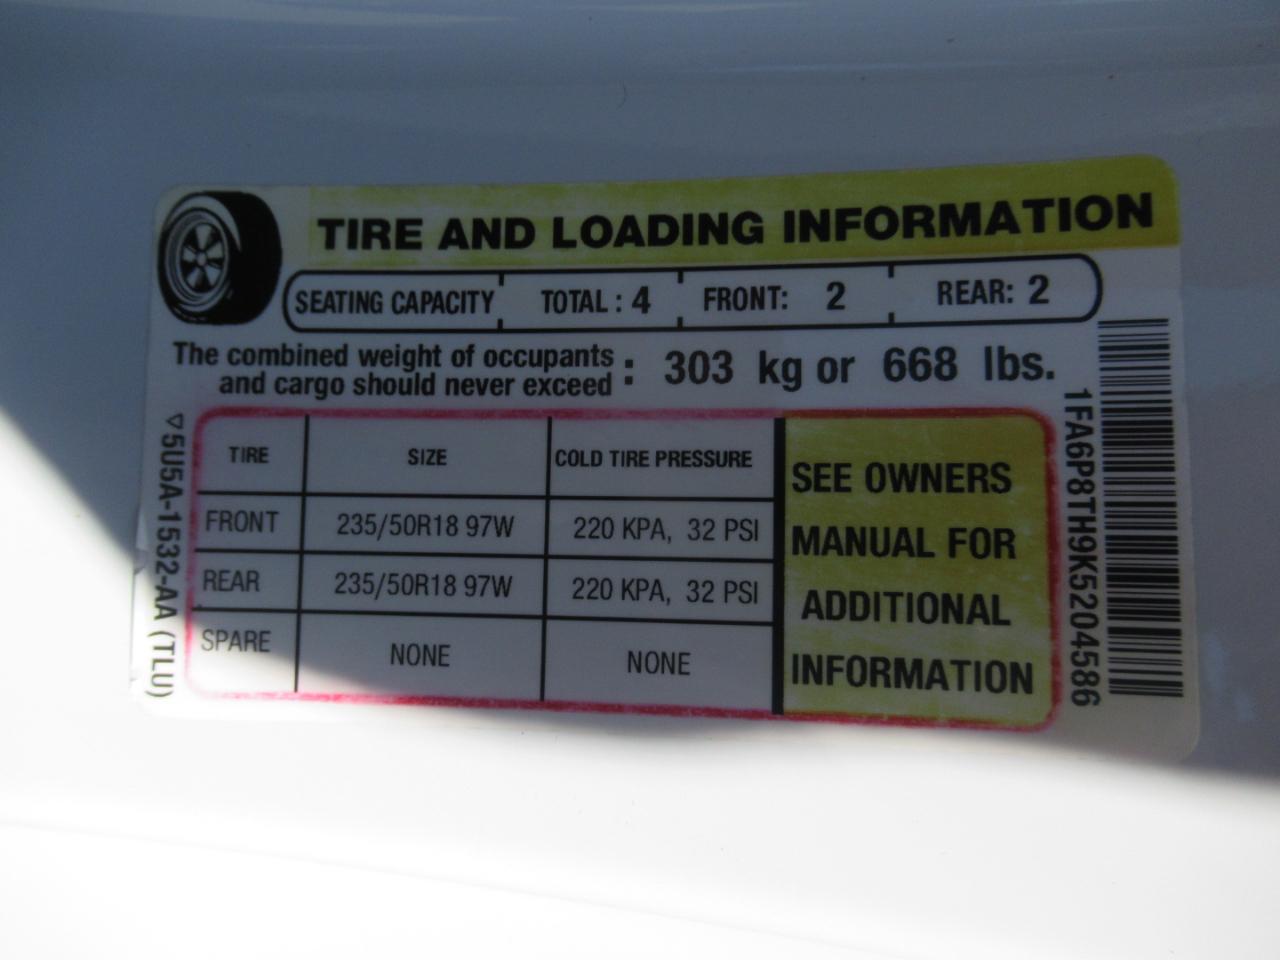 TIRE AND LOADING INFORMATION
SEATING CAPACITY TOTAL : 4 FRONT: 2 REAR: 2
The combined weight of occupants
and cargo should never exceed : 303 kg or 668 lbs.
TIRE SIZE COLD TIRE PRESSURE
FRONT 235/50R18 97W 220 KPA, 32 PSI
REAR 235/50R18 97W 220 KPA, 32 PSI
SPARE NONE NONE
SEE OWNERS
MANUAL FOR
ADDITIONAL
INFORMATION
5U5A-1532-AA (TLU)
1FA6P8TH9K5204586